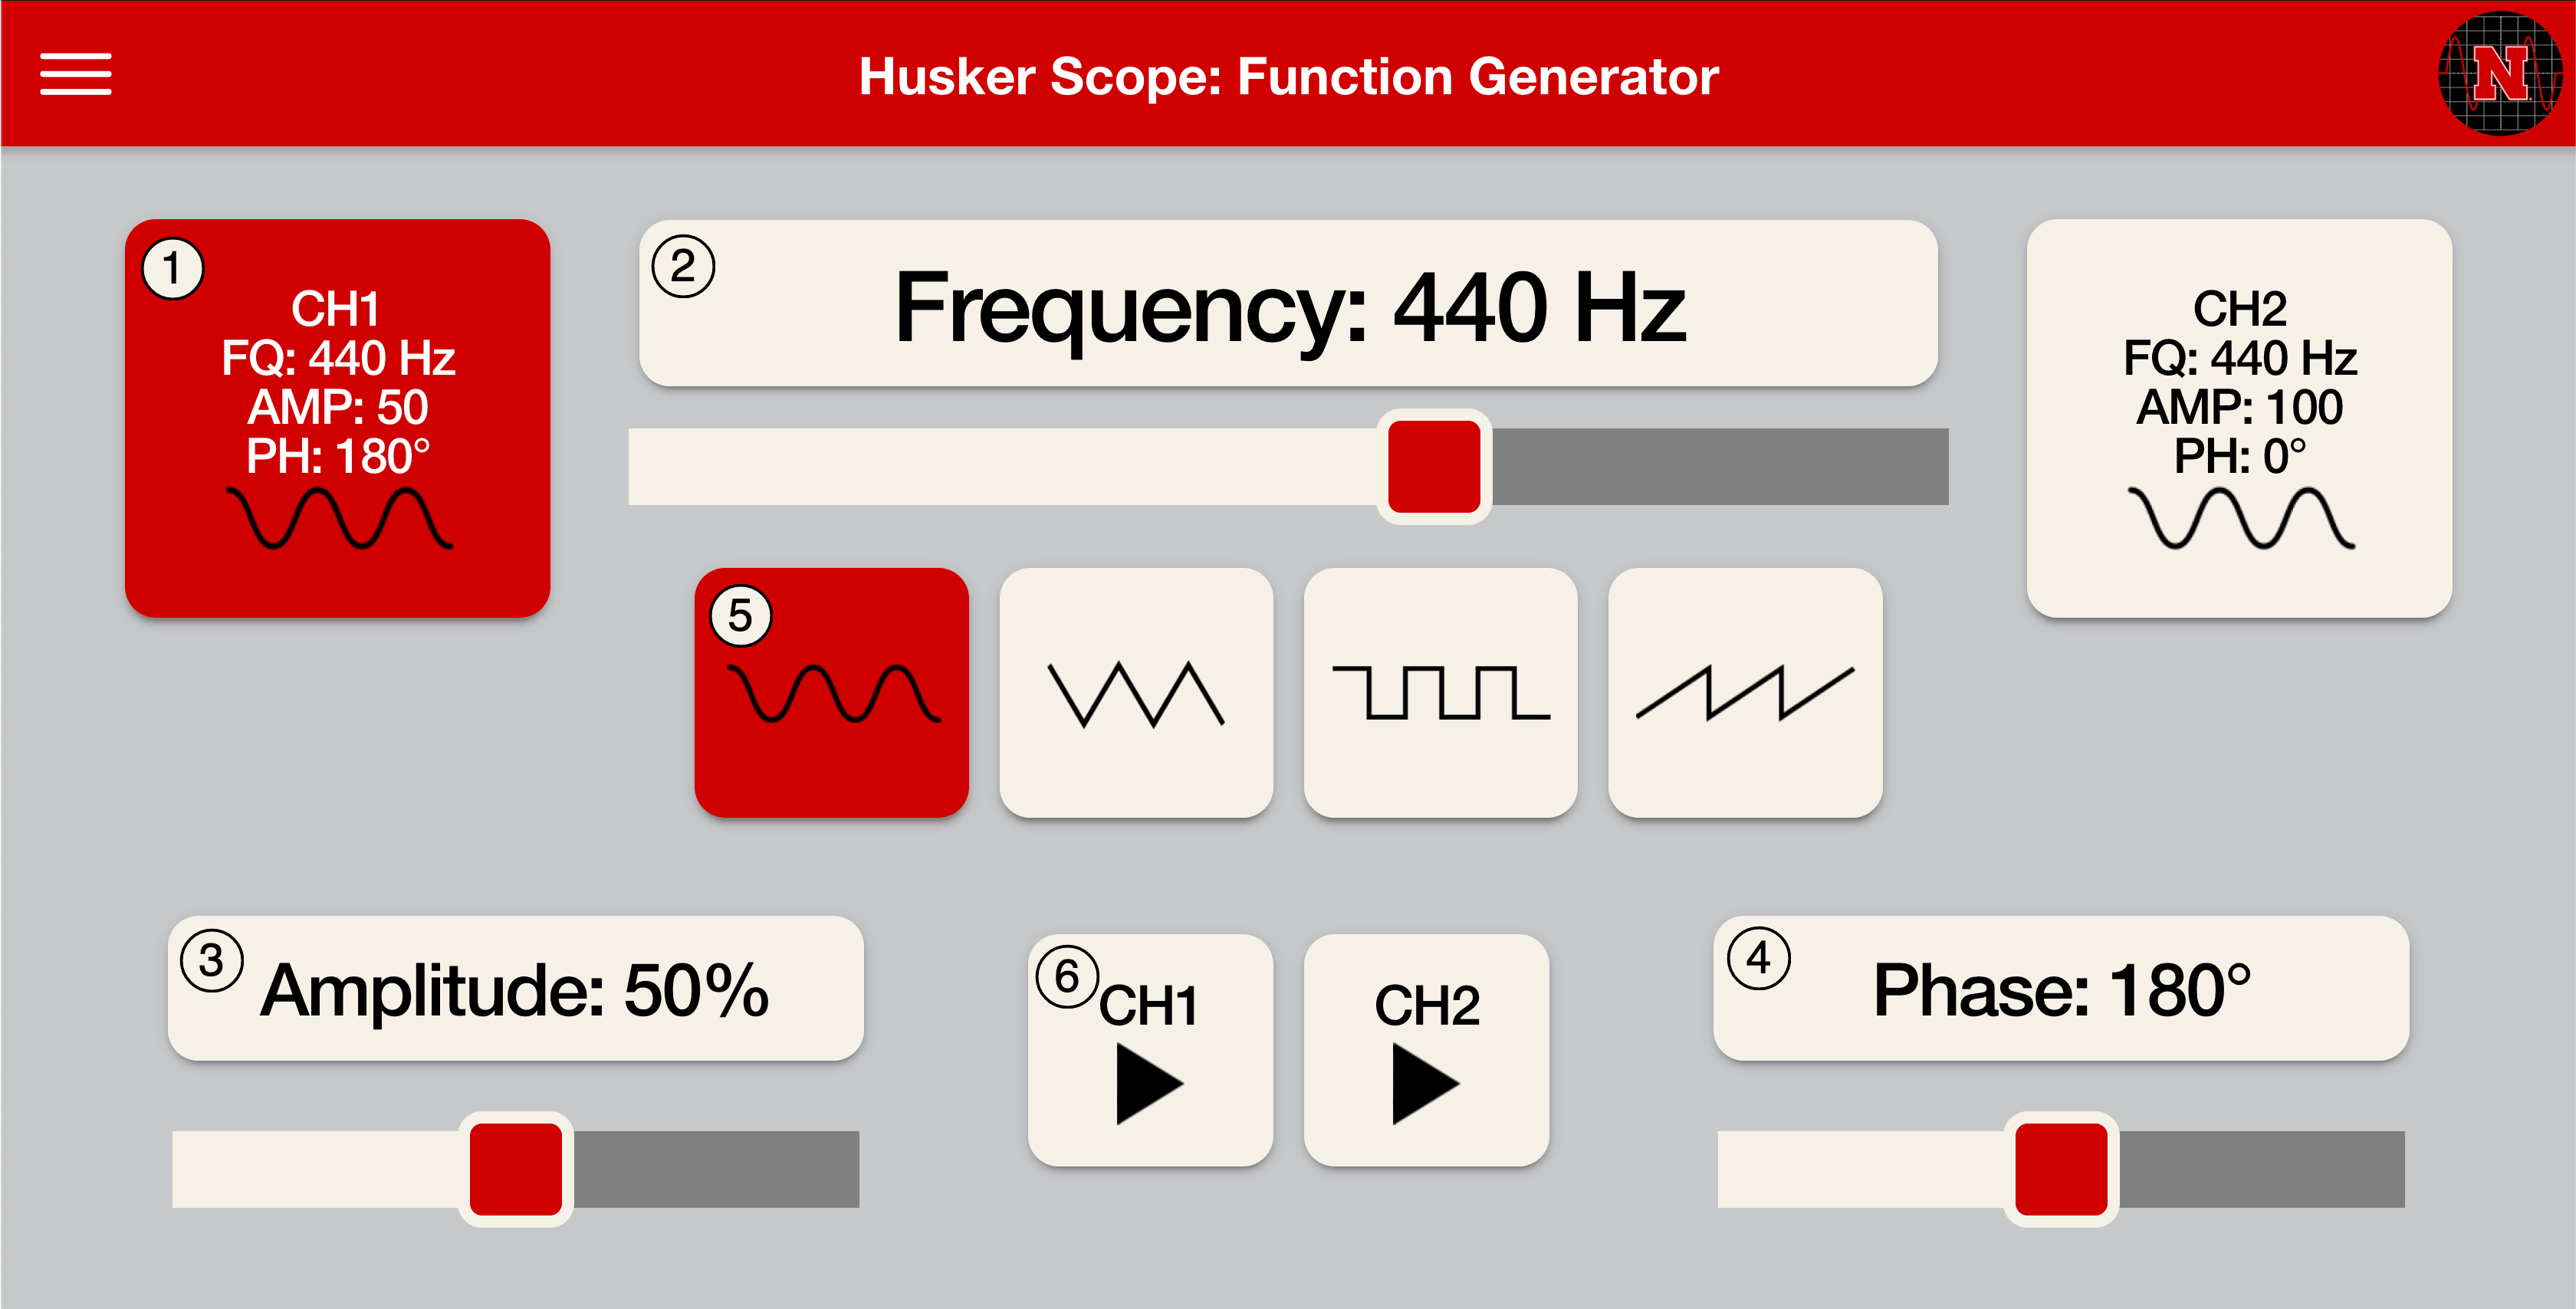 Husker Scope: Function Generator
N
1
CH1
FQ: 440 Hz
AMP: 50
PH: 180°
2
Frequency: 440 Hz
CH2
FQ: 440 Hz
AMP: 100
PH: 0°
5
3
Amplitude: 50%
6
CH1
CH2
4
Phase: 180°